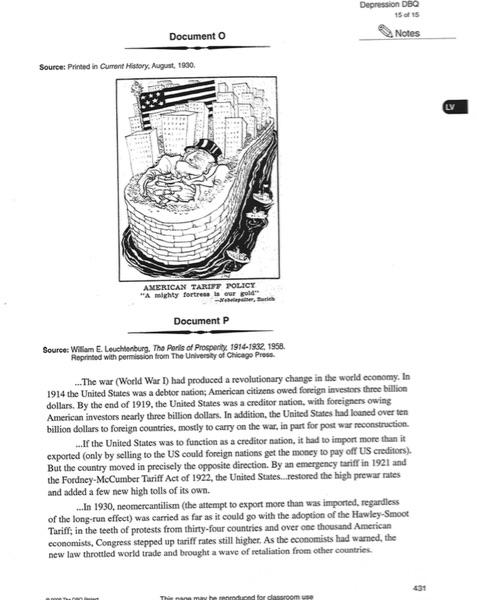 Depression DBQ
15 of 15
Document O
Notes
Source: Printed in Current History, August, 1930.
LV
AMERICAN TARIFF POLICY
"A mighty fortress is our gold"
—Nebelspalter, Zurich
Document P
Source: William E. Leuchtenburg, The Perils of Prosperity, 1914-1932, 1958.
Reprinted with permission from The University of Chicago Press.
...The war (World War I) had produced a revolutionary change in the world economy. In
1914 the United States was a debtor nation; American citizens owed foreign investors three billion
dollars. By the end of 1919, the United States was a creditor nation, with foreigners owing
American investors nearly three billion dollars. In addition, the United States had loaned over ten
billion dollars to foreign countries, mostly to carry on the war, in part for post war reconstruction.
...If the United States was to function as a creditor nation, it had to import more than it
exported (only by selling to the US could foreign nations get the money to pay off US creditors).
But the country moved in precisely the opposite direction. By an emergency tariff in 1921 and
the Fordney-McCumber Tariff Act of 1922, the United States...restored the high prewar rates
and added a few new high tolls of its own.
...In 1930, neomercantilism (the attempt to export more than was imported, regardless
of the long-run effect) was carried as far as it could go with the adoption of the Hawley-Smoot
Tariff; in the teeth of protests from thirty-four countries and over one thousand American
economists, Congress stepped up tariff rates still higher. As the economists had warned, the
new law throttled world trade and brought a wave of retaliation from other countries.
431
The DBQ Project
This page may be reproduced for classroom use